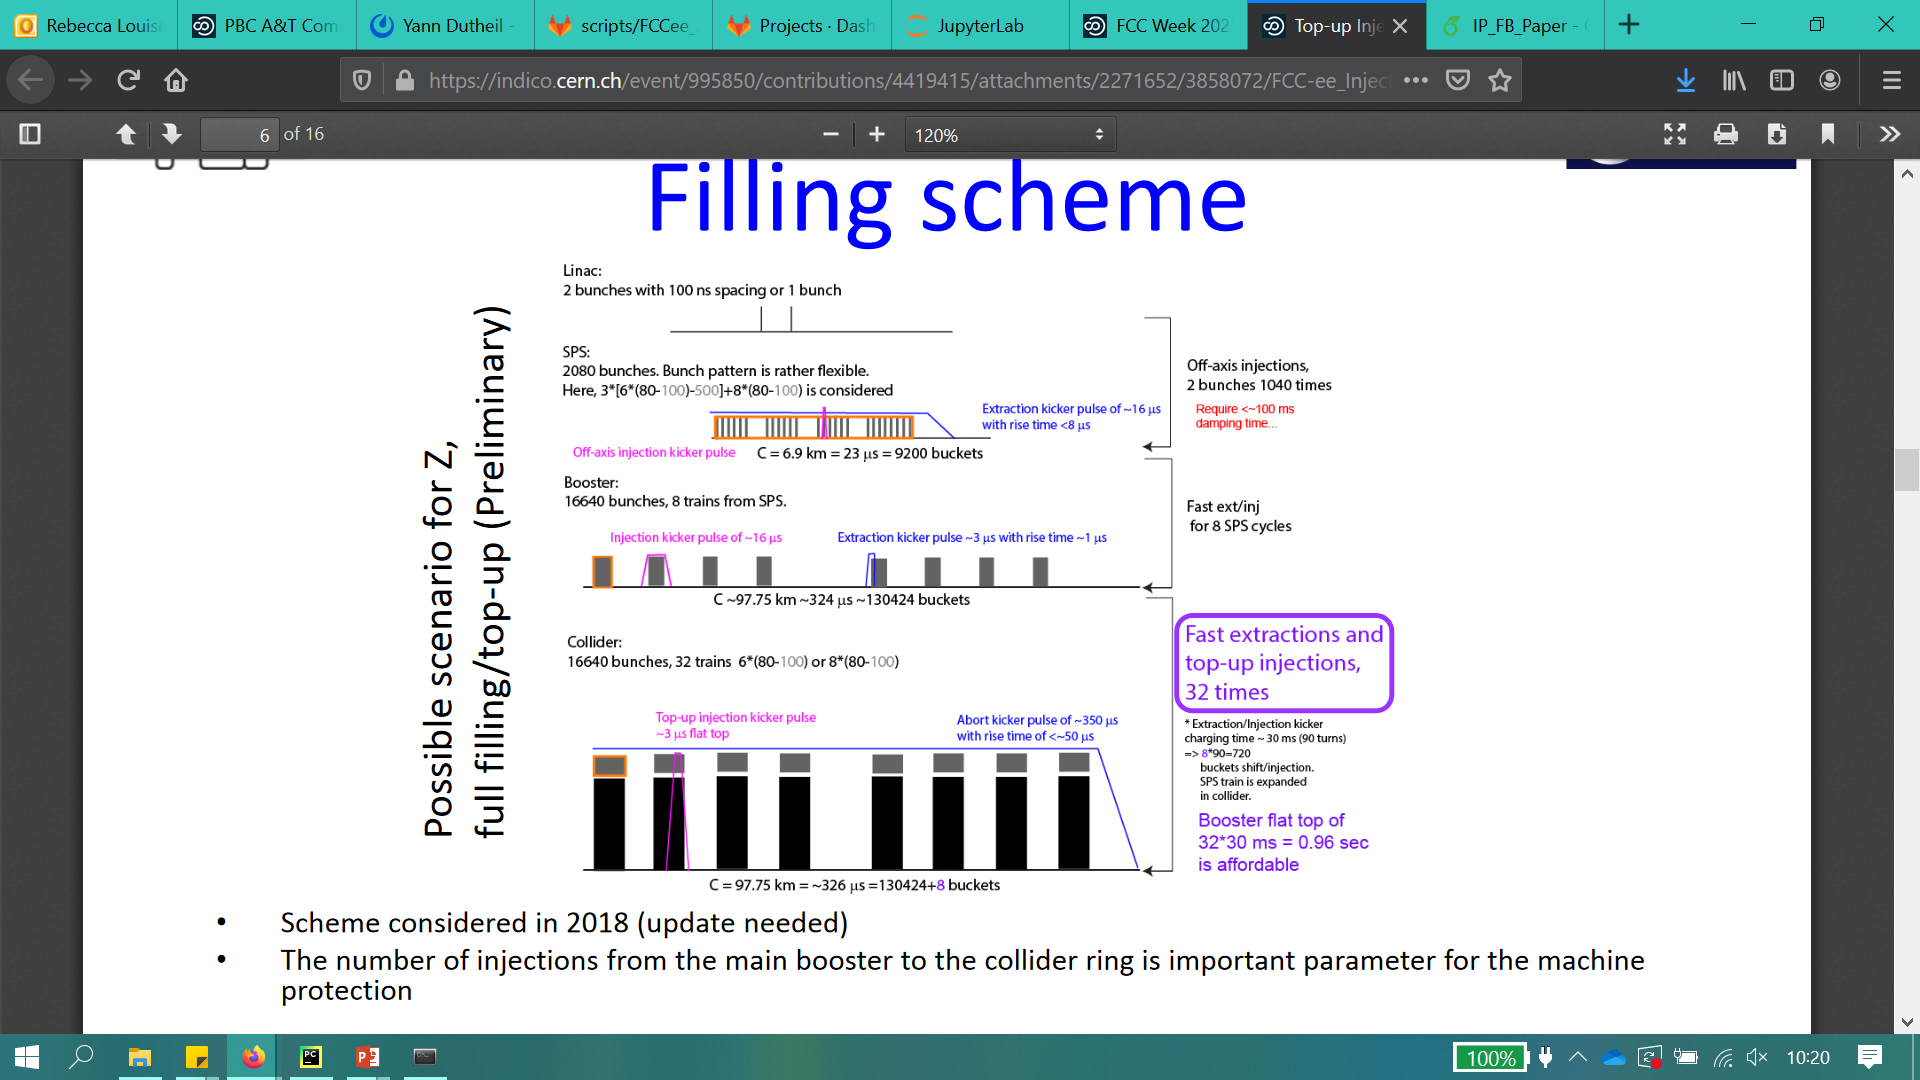 Rebecca Louise
PBC A&T Com
Yann Dutheil -
scripts/FCCee_
Projects · Dash
JupyterLab
FCC Week 202
Top-up Inje
IP_FB_Paper -
https://indico.cern.ch/event/995850/contributions/4419415/attachments/2271652/3858072/FCC-ee_Inject
6 of 16
120%
Filling scheme
Possible scenario for Z,
full filling/top-up (Preliminary)
Linac:
2 bunches with 100 ns spacing or 1 bunch
SPS:
2080 bunches. Bunch pattern is rather flexible.
Here, 3*[6*(80-100)-500]+8*(80-100) is considered
Extraction kicker pulse of ~16 µs
with rise time <8 µs
Off-axis injection kicker pulse
C = 6.9 km = 23 µs = 9200 buckets
Off-axis injections,
2 bunches 1040 times
Require <~100 ms
damping time...
Booster:
16640 bunches, 8 trains from SPS.
Injection kicker pulse of ~16 µs
Extraction kicker pulse ~3 µs with rise time ~1 µs
C ~97.75 km ~324 µs ~130424 buckets
Fast ext/inj
for 8 SPS cycles
Collider:
16640 bunches, 32 trains 6*(80-100) or 8*(80-100)
Top-up injection kicker pulse
~3 µs flat top
Abort kicker pulse of ~350 µs
with rise time of <~50 µs
C = 97.75 km = ~326 µs =130424+8 buckets
Fast extractions and
top-up injections,
32 times
* Extraction/Injection kicker
charging time ~ 30 ms (90 turns)
=> 8*90=720
buckets shift/injection.
SPS train is expanded
in collider.
Booster flat top of
32*30 ms = 0.96 sec
is affordable
• Scheme considered in 2018 (update needed)
• The number of injections from the main booster to the collider ring is important parameter for the machine
protection
100%
10:20